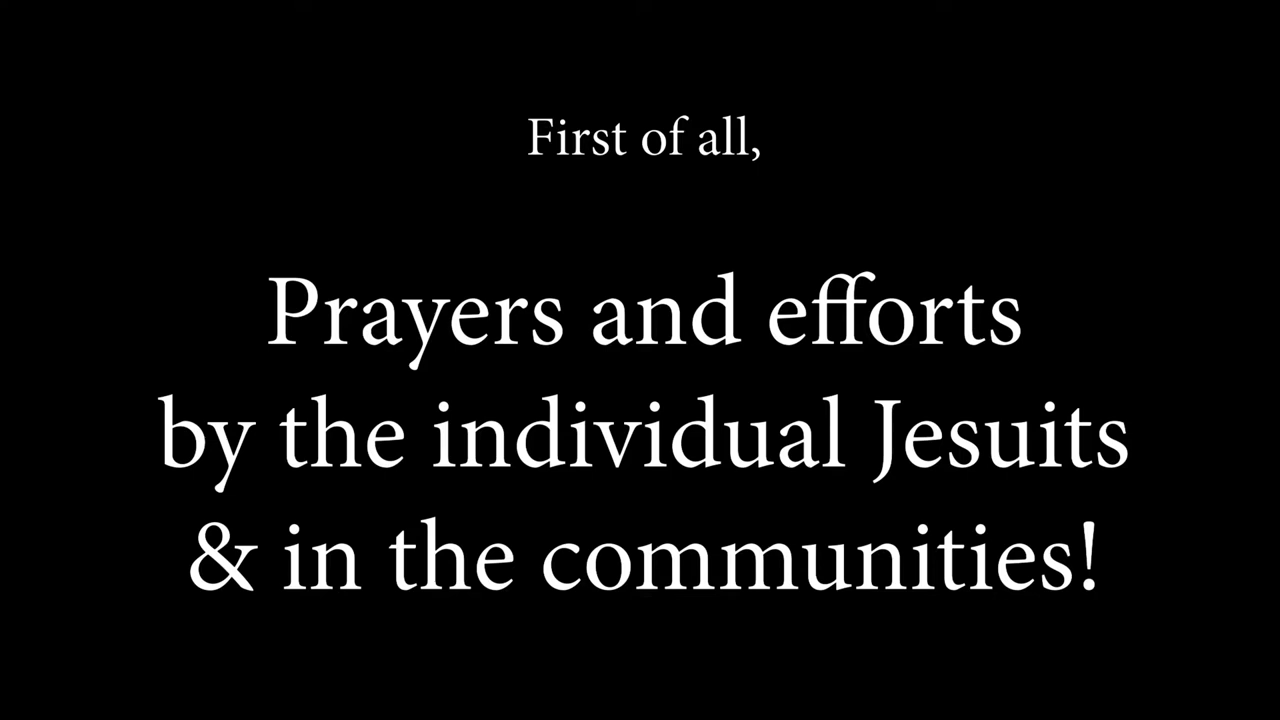 First of all,
Prayers and efforts
by the individual Jesuits
& in the communities!